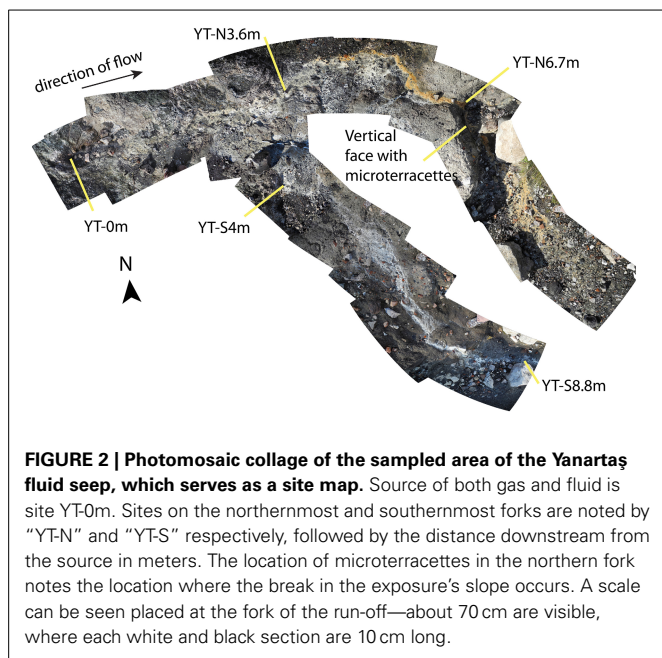 YT-N3.6m
direction of flow
YT-N6.7m
Vertical
face with
microterracettes
YT-0m
YT-S4m
N
YT-S8.8m
FIGURE 2 | Photomosaic collage of the sampled area of the Yanartaş
fluid seep, which serves as a site map. Source of both gas and fluid is
site YT-0m. Sites on the northernmost and southernmost forks are noted by
“YT-N” and “YT-S” respectively, followed by the distance downstream from
the source in meters. The location of microterracettes in the northern fork
notes the location where the break in the exposure’s slope occurs. A scale
can be seen placed at the fork of the run-off—about 70 cm are visible,
where each white and black section are 10 cm long.